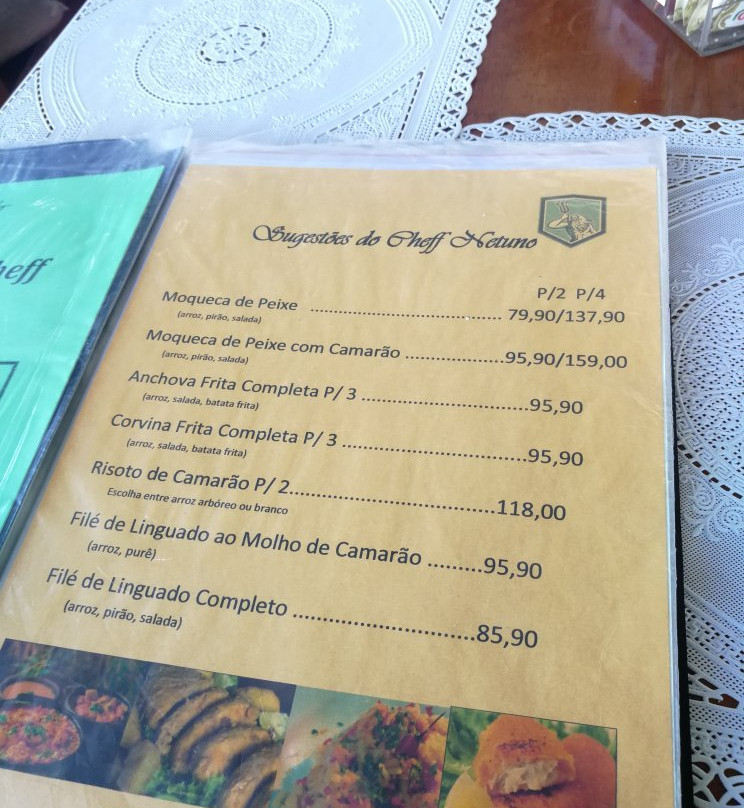 heff
Sugestões do Cheff Netuno
P/2 P/4
Moqueca de Peixe ........................................ 79,90/137,90
(arroz, pirão, salada)
Moqueca de Peixe com Camarão ....................95,90/159,00
(arroz, pirão, salada)
Anchova Frita Completa P/ 3 ..................................95,90
(arroz, salada, batata frita)
Corvina Frita Completa P/ 3 .....................................95,90
(arroz, salada, batata frita)
Risoto de Camarão P/ 2..........................................118,00
Escolha entre arroz arbóreo ou branco
Filé de Linguado ao Molho de Camarão .........95,90
(arroz, purê)
Filé de Linguado Completo ..............................85,90
(arroz, pirão, salada)